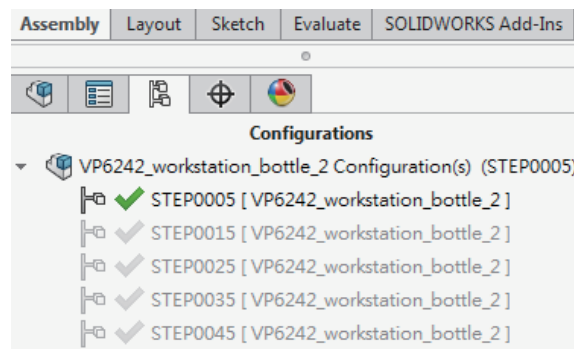 Assembly Layout Sketch Evaluate SOLIDWORKS Add-Ins
Configurations
VP6242_workstation_bottle_2 Configuration(s) (STEP0005)
STEP0005 [ VP6242_workstation_bottle_2 ]
STEP0015 [ VP6242_workstation_bottle_2 ]
STEP0025 [ VP6242_workstation_bottle_2 ]
STEP0035 [ VP6242_workstation_bottle_2 ]
STEP0045 [ VP6242_workstation_bottle_2 ]